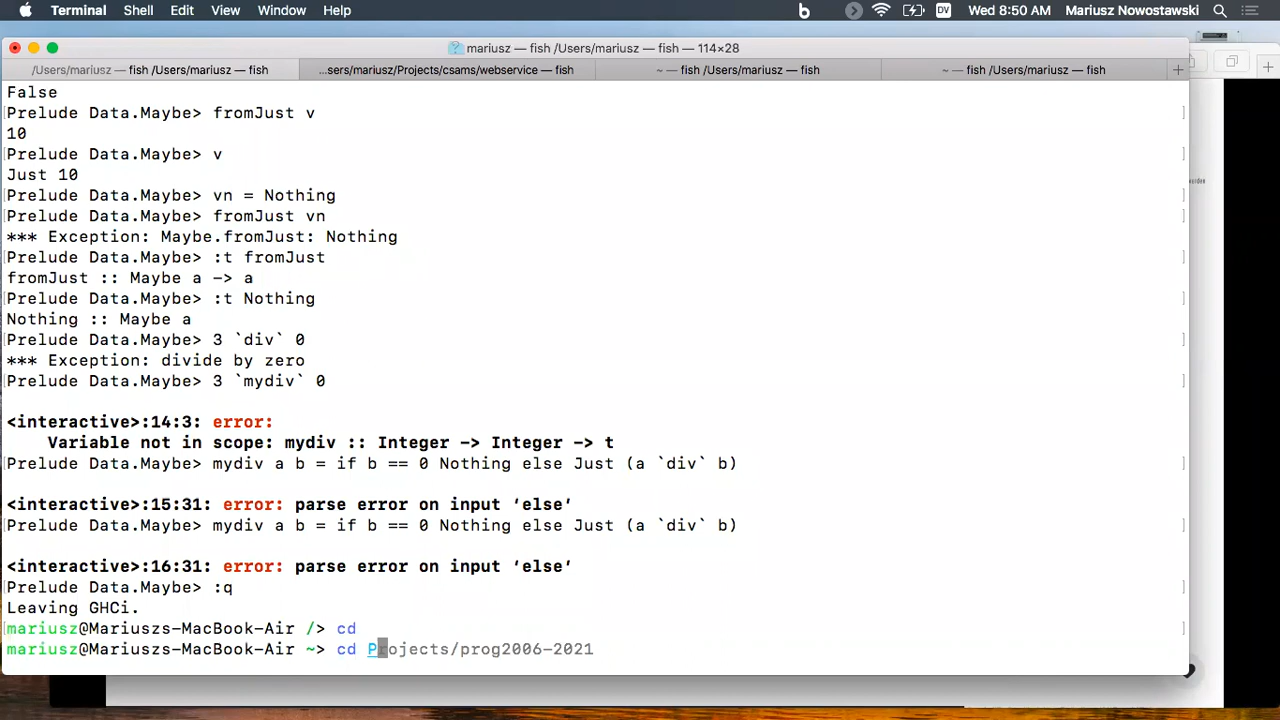 Terminal Shell Edit View Window Help
DV Wed 8:50 AM Mariusz Nowostawski
mariusz — fish /Users/mariusz — fish — 114×28
/Users/mariusz — fish /Users/mariusz — fish
...sers/mariusz/Projects/csams/webservice — fish
~ — fish /Users/mariusz — fish
~ — fish /Users/mariusz — fish
False
Prelude Data.Maybe> fromJust v
10
Prelude Data.Maybe> v
Just 10
Prelude Data.Maybe> vn = Nothing
Prelude Data.Maybe> fromJust vn
*** Exception: Maybe.fromJust: Nothing
Prelude Data.Maybe> :t fromJust
fromJust :: Maybe a -> a
Prelude Data.Maybe> :t Nothing
Nothing :: Maybe a
Prelude Data.Maybe> 3 `div` 0
*** Exception: divide by zero
Prelude Data.Maybe> 3 `mydiv` 0
<interactive>:14:3: error:
Variable not in scope: mydiv :: Integer -> Integer -> t
Prelude Data.Maybe> mydiv a b = if b == 0 Nothing else Just (a `div` b)
<interactive>:15:31: error: parse error on input ‘else’
Prelude Data.Maybe> mydiv a b = if b == 0 Nothing else Just (a `div` b)
<interactive>:16:31: error: parse error on input ‘else’
Prelude Data.Maybe> :q
Leaving GHCi.
mariusz@Mariuszs-MacBook-Air /> cd
mariusz@Mariuszs-MacBook-Air ~> cd Projects/prog2006-2021